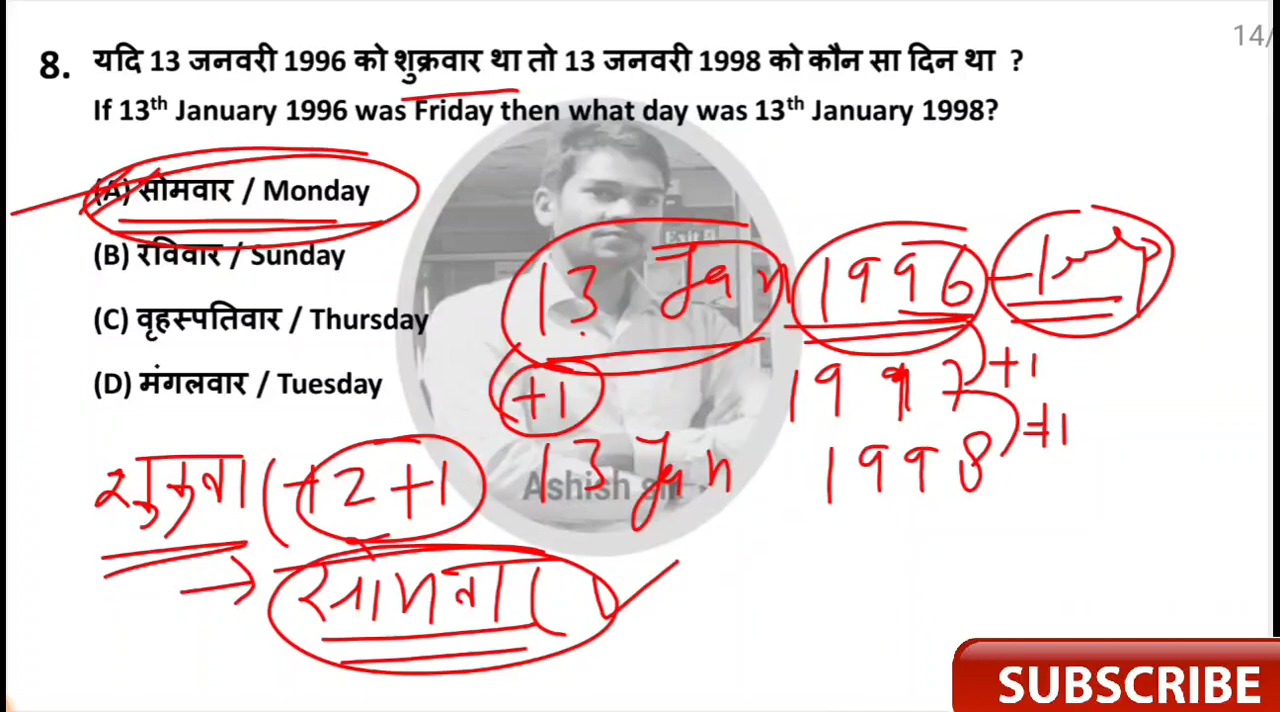 14/
8. यदि 13 जनवरी 1996 को शुक्रवार था तो 13 जनवरी 1998 को कौन सा दिन था ?
If 13th January 1996 was Friday then what day was 13th January 1998?
(A) सोमवार / Monday
(B) रविवार / Sunday
(C) वृहस्पतिवार / Thursday
(D) मंगलवार / Tuesday
13 Jan 1996 -
+1 1997 +1
13 Jan 1998 +1
+2+1
Ashish
SUBSCRIBE